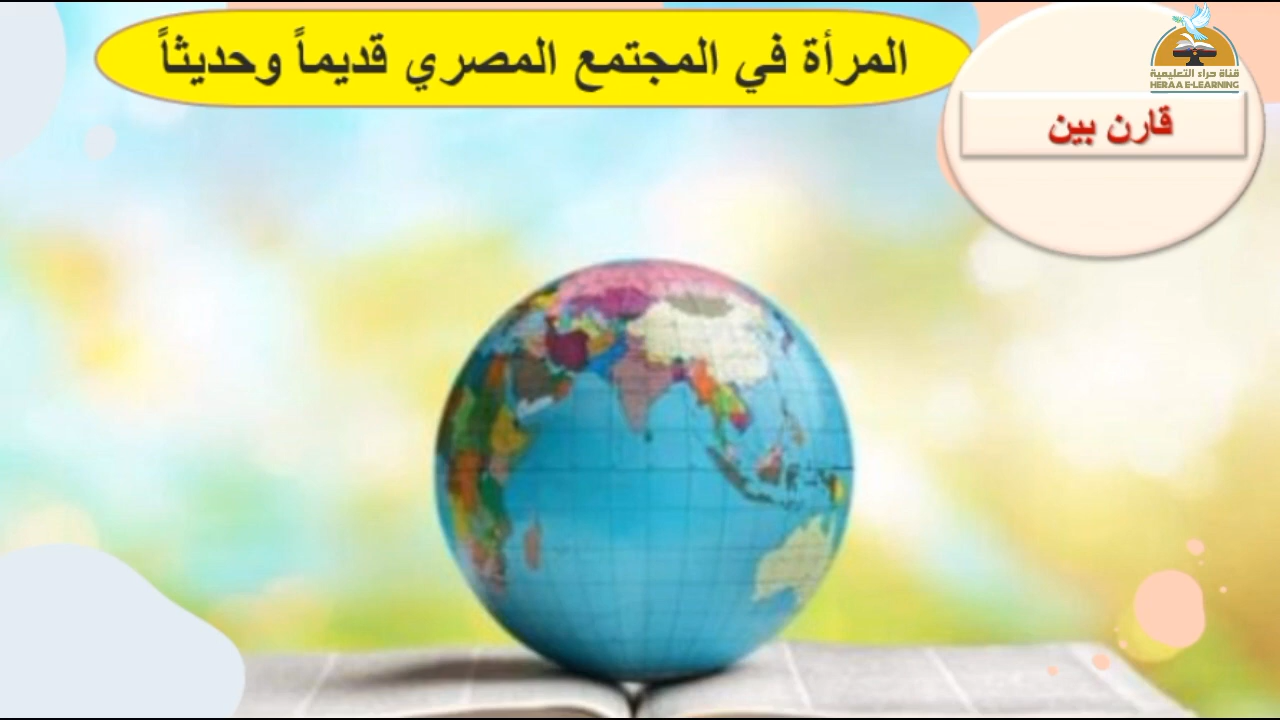 المرأة في المجتمع المصري قديماً وحديثاً
قناة حراء التعليمية
HERAA E-LEARNING
قارن بين